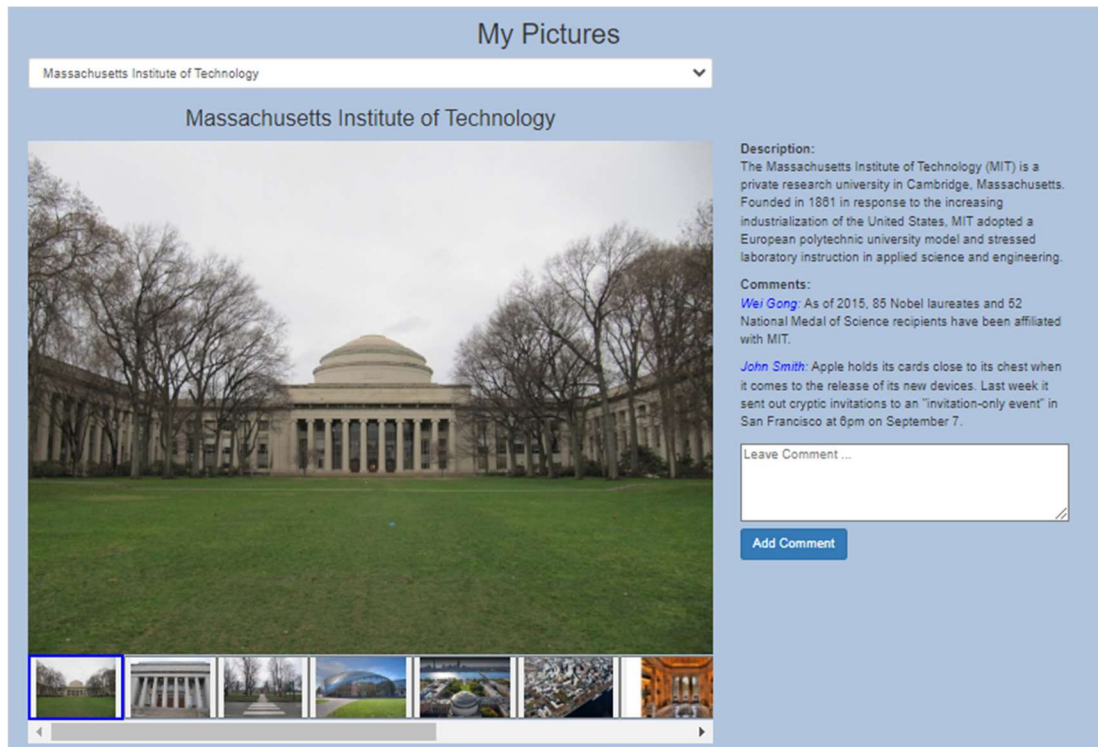 My Pictures
Massachusetts Institute of Technology
Massachusetts Institute of Technology
Description:
The Massachusetts Institute of Technology (MIT) is a
private research university in Cambridge, Massachusetts.
Founded in 1861 in response to the increasing
industrialization of the United States, MIT adopted a
European polytechnic university model and stressed
laboratory instruction in applied science and engineering.
Comments:
Wei Gong: As of 2015, 85 Nobel laureates and 52
National Medal of Science recipients have been affiliated
with MIT.
John Smith: Apple holds its cards close to its chest when
it comes to the release of its new devices. Last week it
sent out cryptic invitations to an "invitation-only event" in
San Francisco at 6pm on September 7.
Leave Comment ...
Add Comment